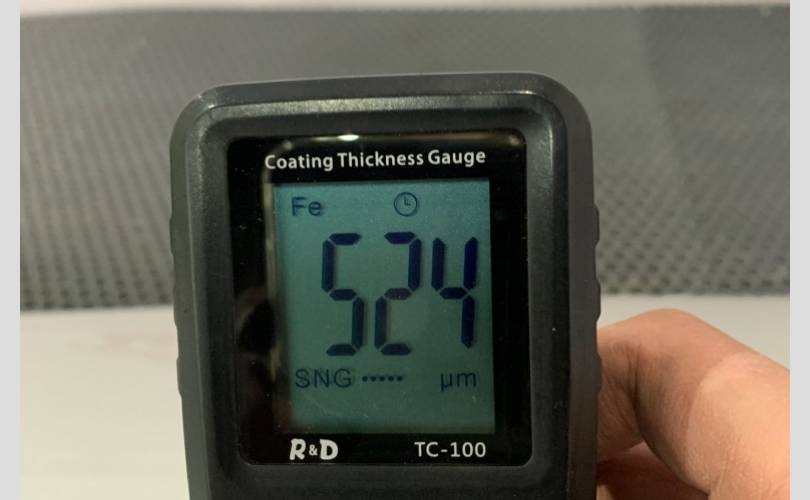 Coating Thickness Gauge
Fe
524
SNG ····· µm
R&D TC-100